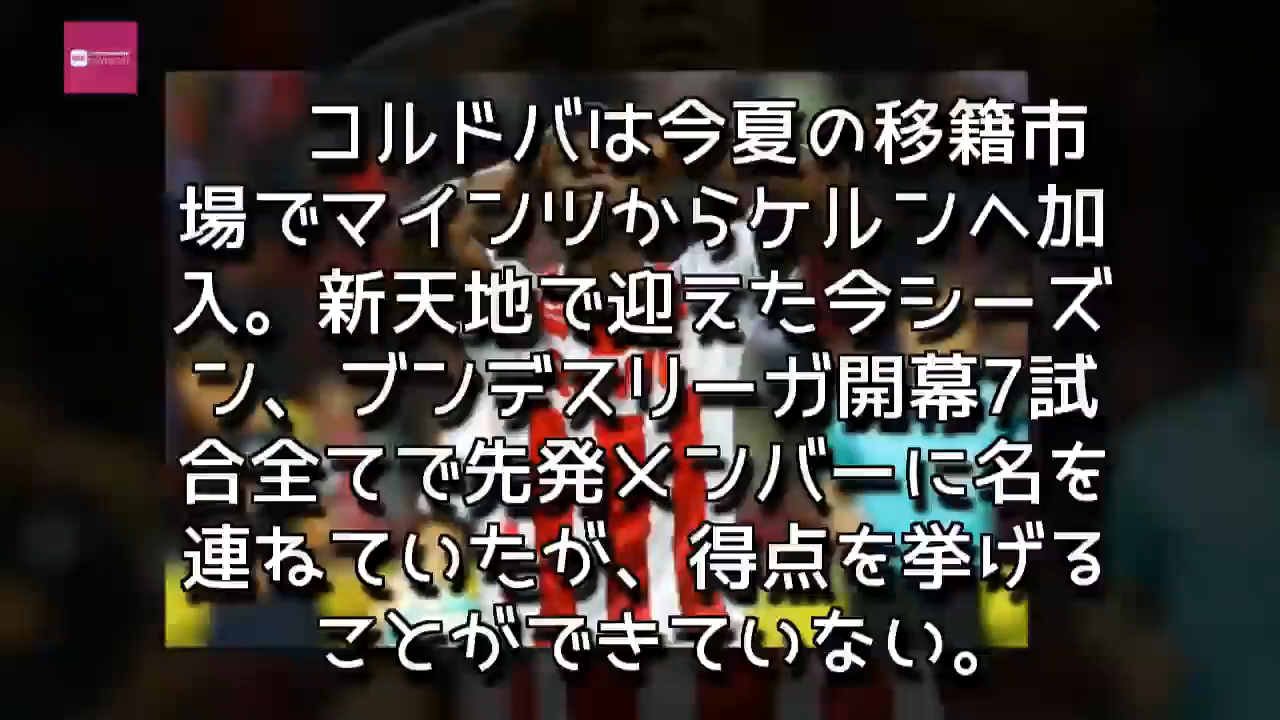 コルドバは今夏の移籍市
場でマインツからケルンへ加
入。新天地で迎えた今シーズ
ン、ブンデスリーガ開幕7試
合全てで先発メンバーに名を
連ねていたが、得点を挙げる
ことができていない。